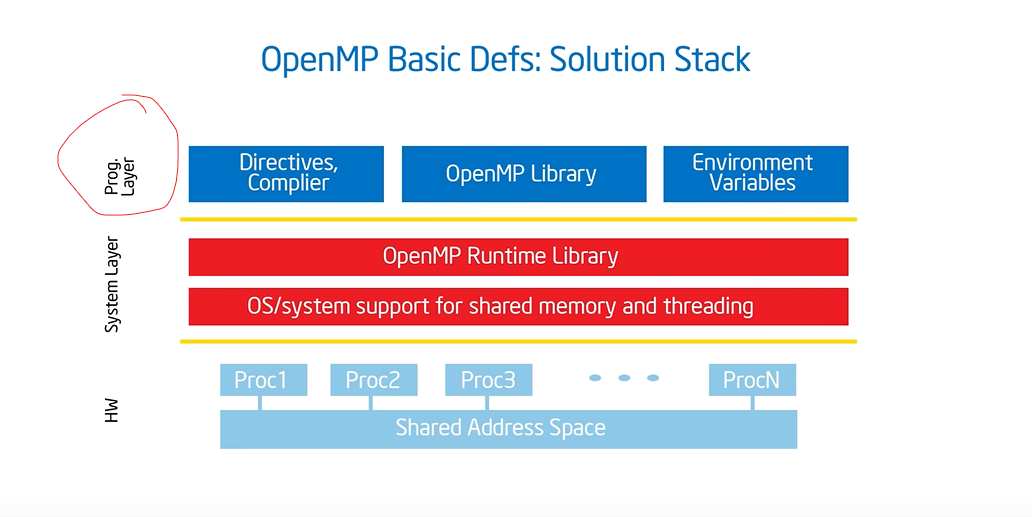 OpenMP Basic Defs: Solution Stack
Prog.
Layer
Directives,
Complier
OpenMP Library
Environment
Variables
System Layer
OpenMP Runtime Library
OS/system support for shared memory and threading
HW
Proc1
Proc2
Proc3
ProcN
Shared Address Space